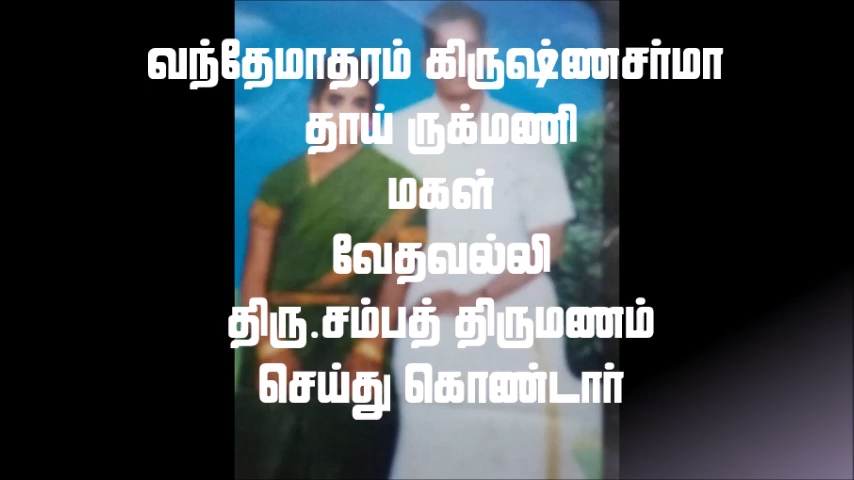 வந்தேமாதரம் கிருஷ்ணசர்மா
தாய் ருக்மணி
மகள்
வேதவல்லி
திரு.சம்பத் திருமணம்
செய்து கொண்டார்